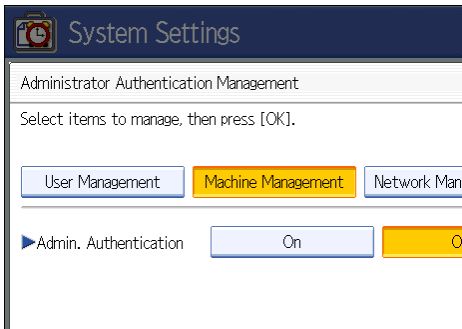 System Settings
Administrator Authentication Management
Select items to manage, then press [OK].
User Management Machine Management Network Man
Admin. Authentication On